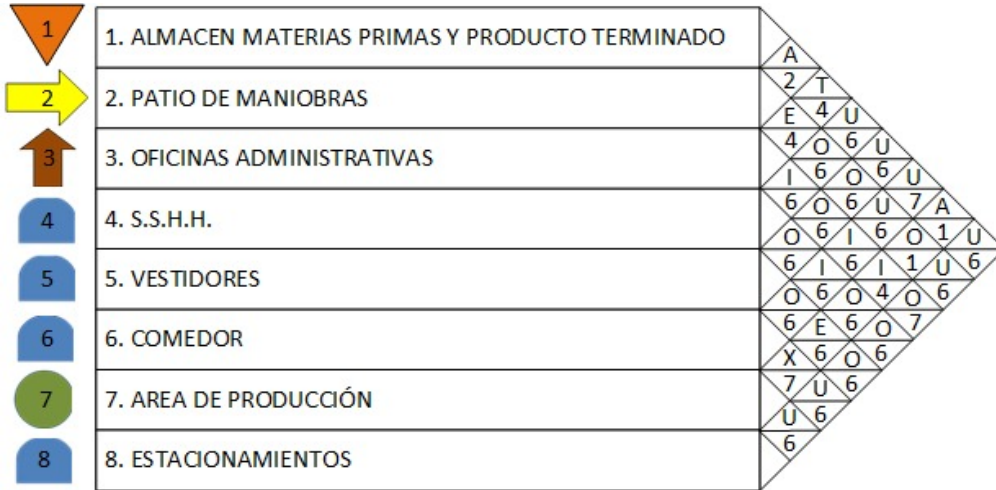 1 1. ALMACEN MATERIAS PRIMAS Y PRODUCTO TERMINADO
A
2 T
2 2. PATIO DE MANIOBRAS
E 4 U
4 O 6 U
3 3. OFICINAS ADMINISTRATIVAS
I 6 O 6 U
6 O 6 U 7 A
4 4. S.S.H.H.
O 6 I 6 O 1 U
6 I 6 I 1 U 6
5 5. VESTIDORES
O 6 O 4 O 6
6 E 6 O 7
6 6. COMEDOR
X 6 O 6
7 U 6
7 7. AREA DE PRODUCCIÓN
U 6
6
8 8. ESTACIONAMIENTOS